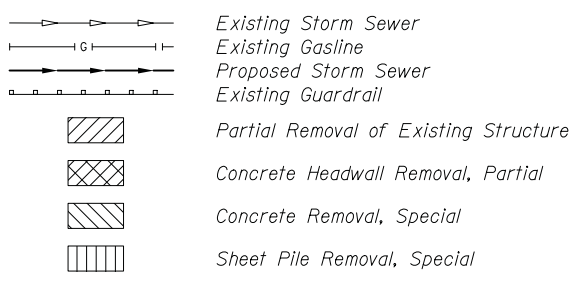 Existing Storm Sewer
G Existing Gasline
Proposed Storm Sewer
Existing Guardrail
Partial Removal of Existing Structure
Concrete Headwall Removal, Partial
Concrete Removal, Special
Sheet Pile Removal, Special